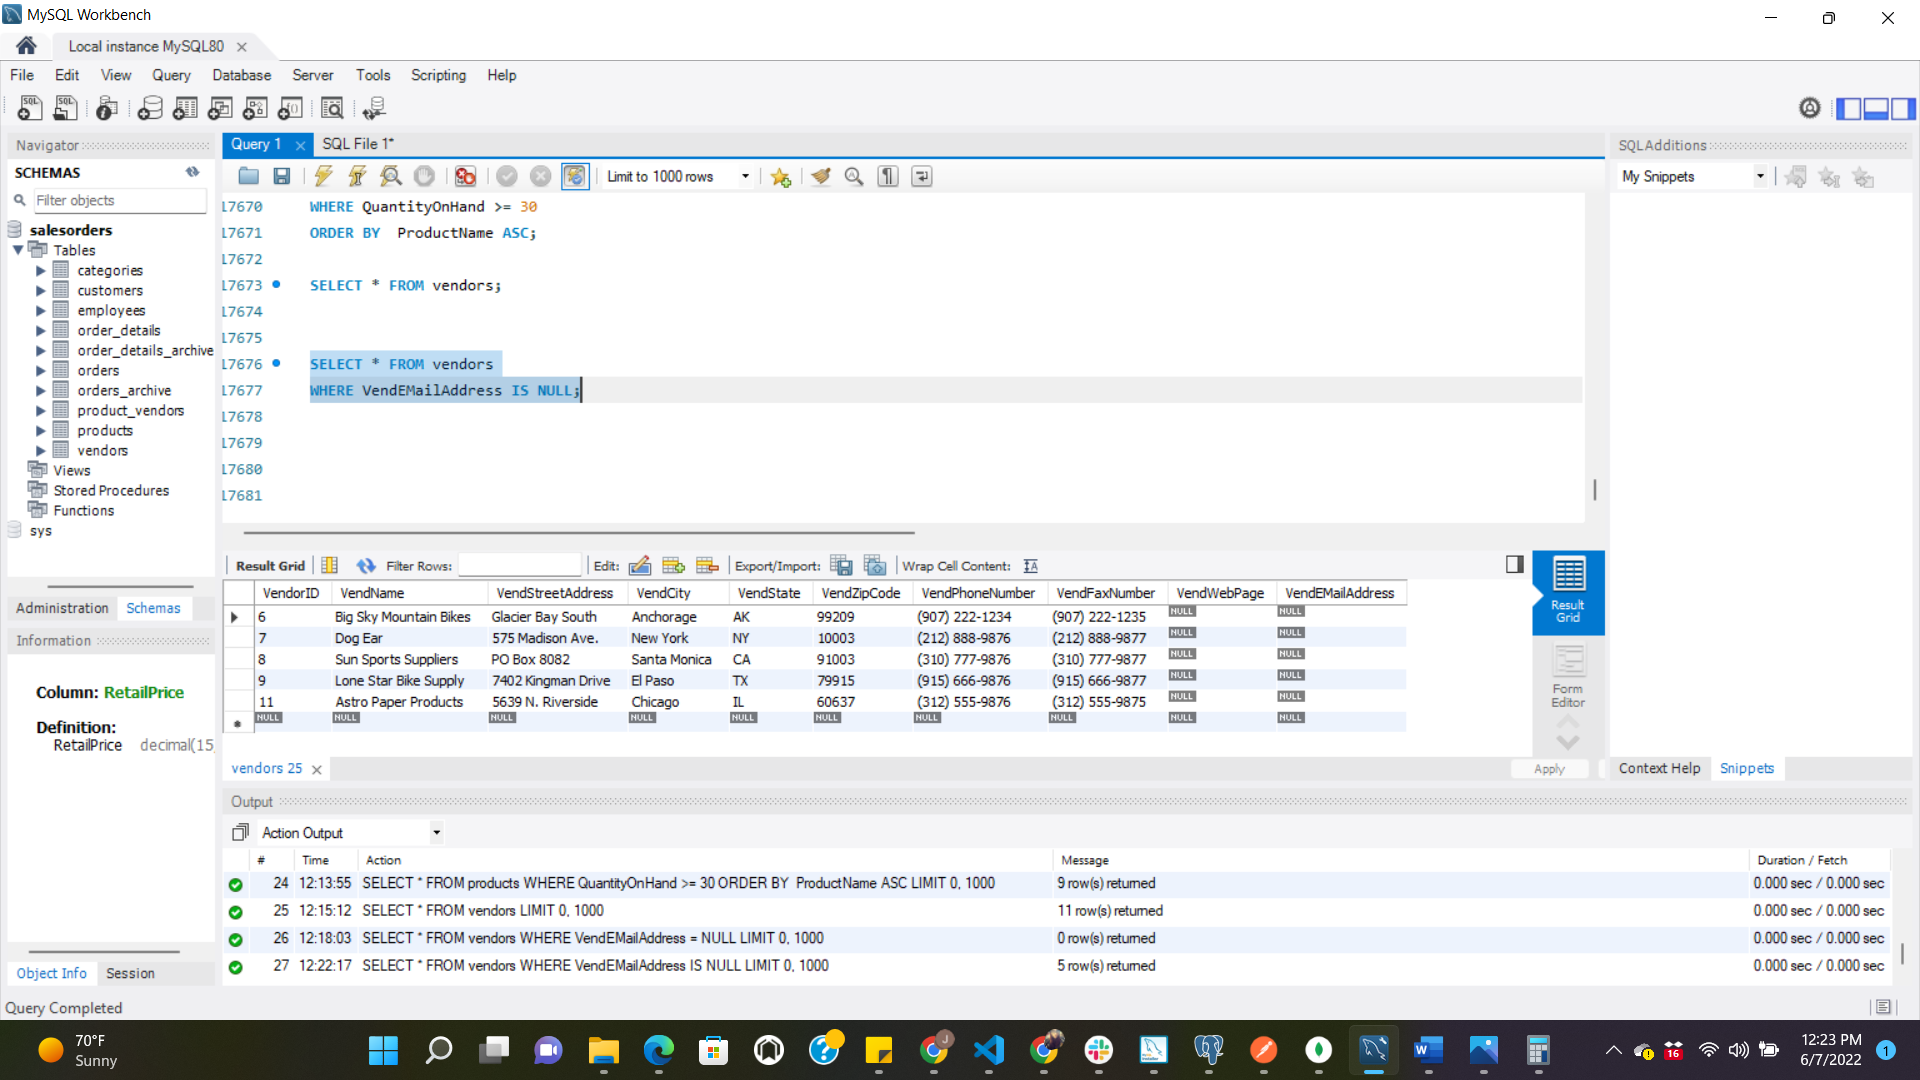 MySQL Workbench
Local instance MySQL80
File Edit View Query Database Server Tools Scripting Help
Navigator
SCHEMAS
Filter objects
salesorders
Tables
categories
customers
employees
order_details
order_details_archive
orders
orders_archive
product_vendors
products
vendors
Views
Stored Procedures
Functions
sys
Administration Schemas
Information
Column: RetailPrice
Definition:
RetailPrice decimal(15
Object Info Session
Query 1 SQL File 1*
Limit to 1000 rows
17670 WHERE QuantityOnHand >= 30
17671 ORDER BY ProductName ASC;
17672
17673 SELECT * FROM vendors;
17674
17675
17676 SELECT * FROM vendors
17677 WHERE VendEMailAddress IS NULL;
17678
17679
17680
17681
Result Grid Filter Rows: Edit: Export/Import: Wrap Cell Content:
VendorID VendName VendStreetAddress VendCity VendState VendZipCode VendPhoneNumber VendFaxNumber VendWebPage VendEMailAddress
6 Big Sky Mountain Bikes Glacier Bay South Anchorage AK 99209 (907) 222-1234 (907) 222-1235 NULL NULL
7 Dog Ear 575 Madison Ave. New York NY 10003 (212) 888-9876 (212) 888-9877 NULL NULL
8 Sun Sports Suppliers PO Box 8082 Santa Monica CA 91003 (310) 777-9876 (310) 777-9877 NULL NULL
9 Lone Star Bike Supply 7402 Kingman Drive El Paso TX 79915 (915) 666-9876 (915) 666-9877 NULL NULL
11 Astro Paper Products 5639 N. Riverside Chicago IL 60637 (312) 555-9876 (312) 555-9875 NULL NULL
NULL NULL NULL NULL NULL NULL NULL NULL NULL NULL
Result
Grid
Form
Editor
vendors 25
Apply
SQLAdditions
My Snippets
Context Help Snippets
Output
Action Output
# Time Action Message Duration / Fetch
24 12:13:55 SELECT * FROM products WHERE QuantityOnHand >= 30 ORDER BY ProductName ASC LIMIT 0, 1000 9 row(s) returned 0.000 sec / 0.000 sec
25 12:15:12 SELECT * FROM vendors LIMIT 0, 1000 11 row(s) returned 0.000 sec / 0.000 sec
26 12:18:03 SELECT * FROM vendors WHERE VendEMailAddress = NULL LIMIT 0, 1000 0 row(s) returned 0.000 sec / 0.000 sec
27 12:22:17 SELECT * FROM vendors WHERE VendEMailAddress IS NULL LIMIT 0, 1000 5 row(s) returned 0.000 sec / 0.000 sec
Query Completed
70°F
Sunny
16
12:23 PM
6/7/2022
1